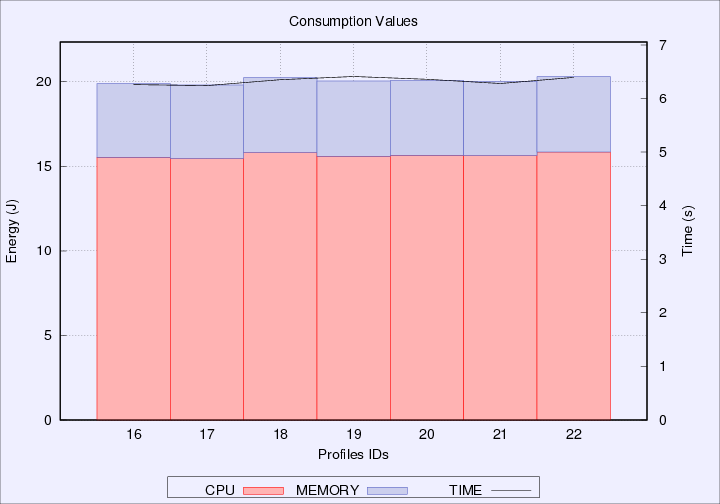 Consumption Values
Energy (J)
20
15
10
5
0
7
6
5
4
3
2
1
0
Time (s)
16 17 18 19 20 21 22
Profiles IDs
CPU MEMORY TIME